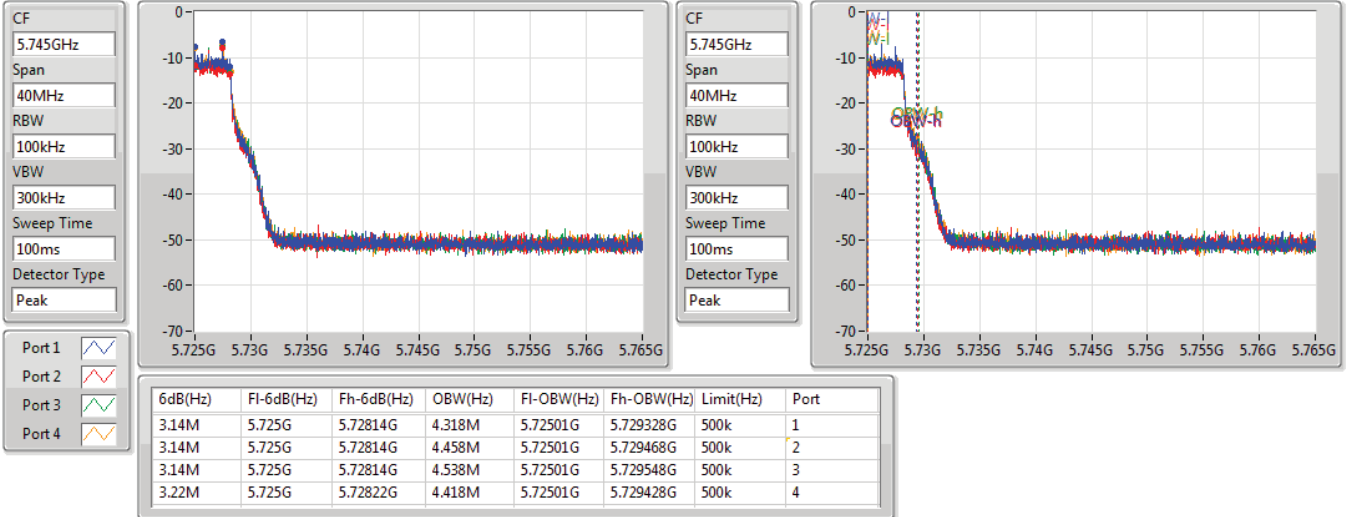 CF
5.745GHz
Span
40MHz
RBW
100kHz
VBW
300kHz
Sweep Time
100ms
Detector Type
Peak
0
-10
-20
-30
-40
-50
-60
-70
5.725G 5.73G 5.735G 5.74G 5.745G 5.75G 5.755G 5.76G 5.765G
CF
5.745GHz
Span
40MHz
RBW
100kHz
VBW
300kHz
Sweep Time
100ms
Detector Type
Peak
0
-10
-20
-30
-40
-50
-60
-70
OBW-h
OBW-h
5.725G 5.73G 5.735G 5.74G 5.745G 5.75G 5.755G 5.76G 5.765G
Port 1
Port 2
Port 3
Port 4
6dB(Hz) Fl-6dB(Hz) Fh-6dB(Hz) OBW(Hz) Fl-OBW(Hz) Fh-OBW(Hz) Limit(Hz) Port
3.14M 5.725G 5.72814G 4.318M 5.72501G 5.729328G 500k 1
3.14M 5.725G 5.72814G 4.458M 5.72501G 5.729468G 500k 2
3.14M 5.725G 5.72814G 4.538M 5.72501G 5.729548G 500k 3
3.22M 5.725G 5.72822G 4.418M 5.72501G 5.729428G 500k 4